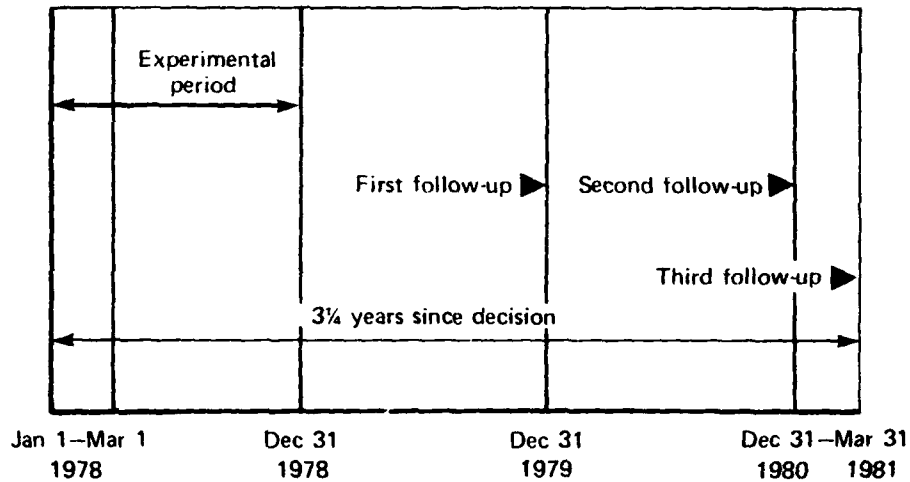 Experimental
period
First follow-up
Second follow-up
Third follow-up
3¼ years since decision
Jan 1–Mar 1
1978
Dec 31
1978
Dec 31
1979
Dec 31–Mar 31
1980 1981